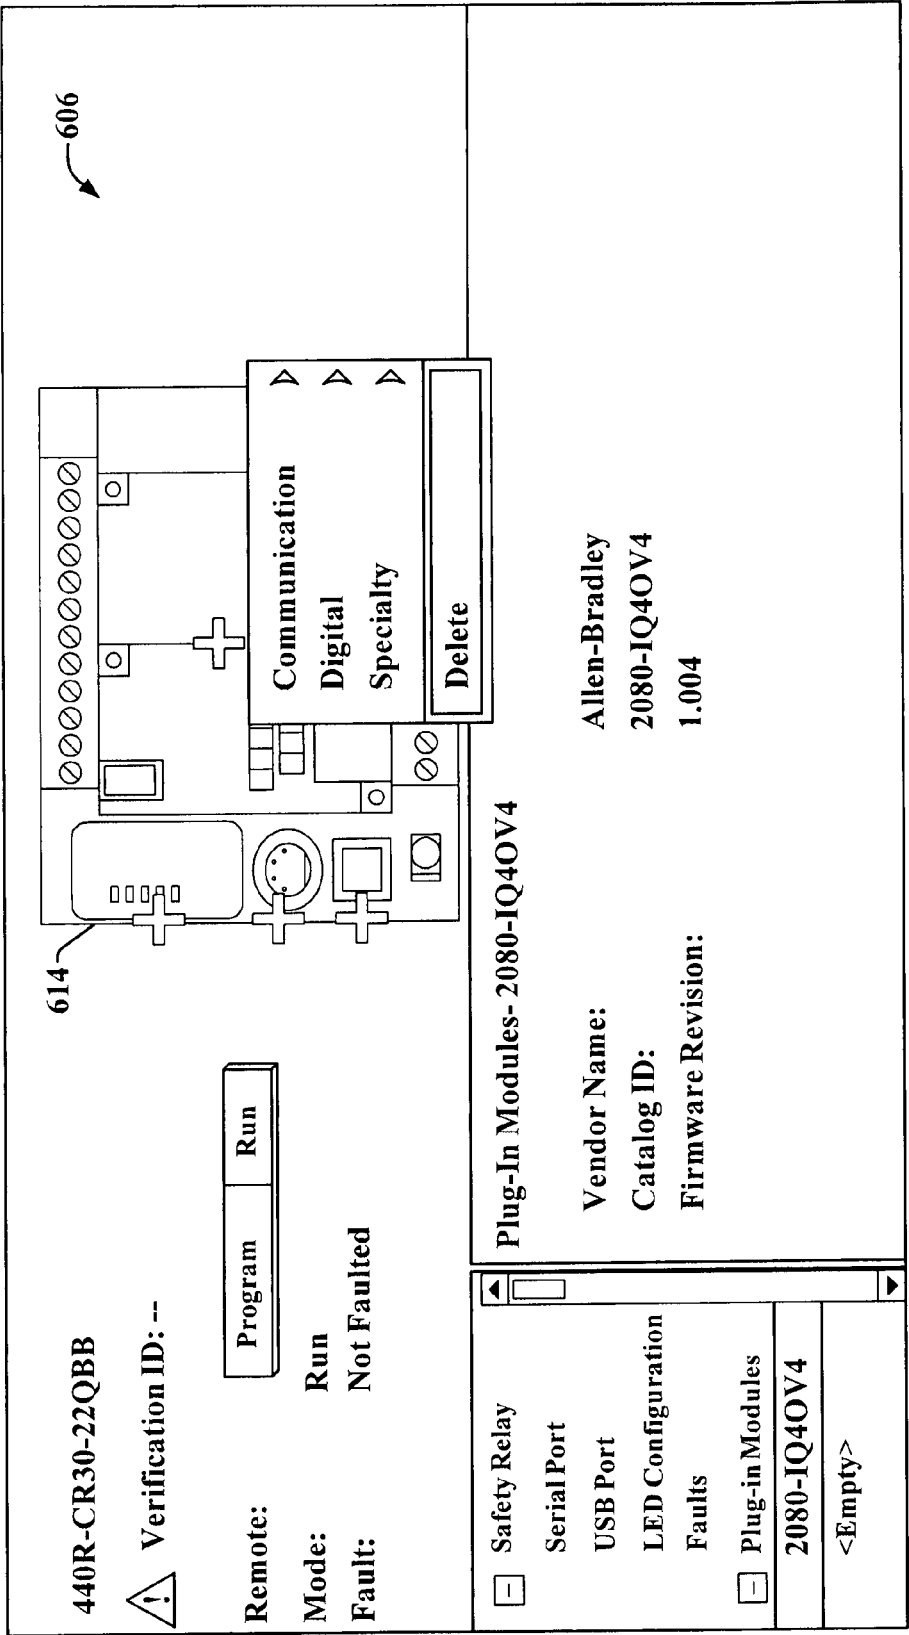 440R-CR30-22QBB
Verification ID: --
Remote: Program Run
Mode: Run
Fault: Not Faulted
614
606
Communication
Digital
Specialty
Delete
Safety Relay
Serial Port
USB Port
LED Configuration
Faults
Plug-in Modules
2080-IQ4OV4
<Empty>
Plug-In Modules- 2080-IQ4OV4
Vendor Name: Allen-Bradley
Catalog ID: 2080-IQ4OV4
Firmware Revision: 1.004